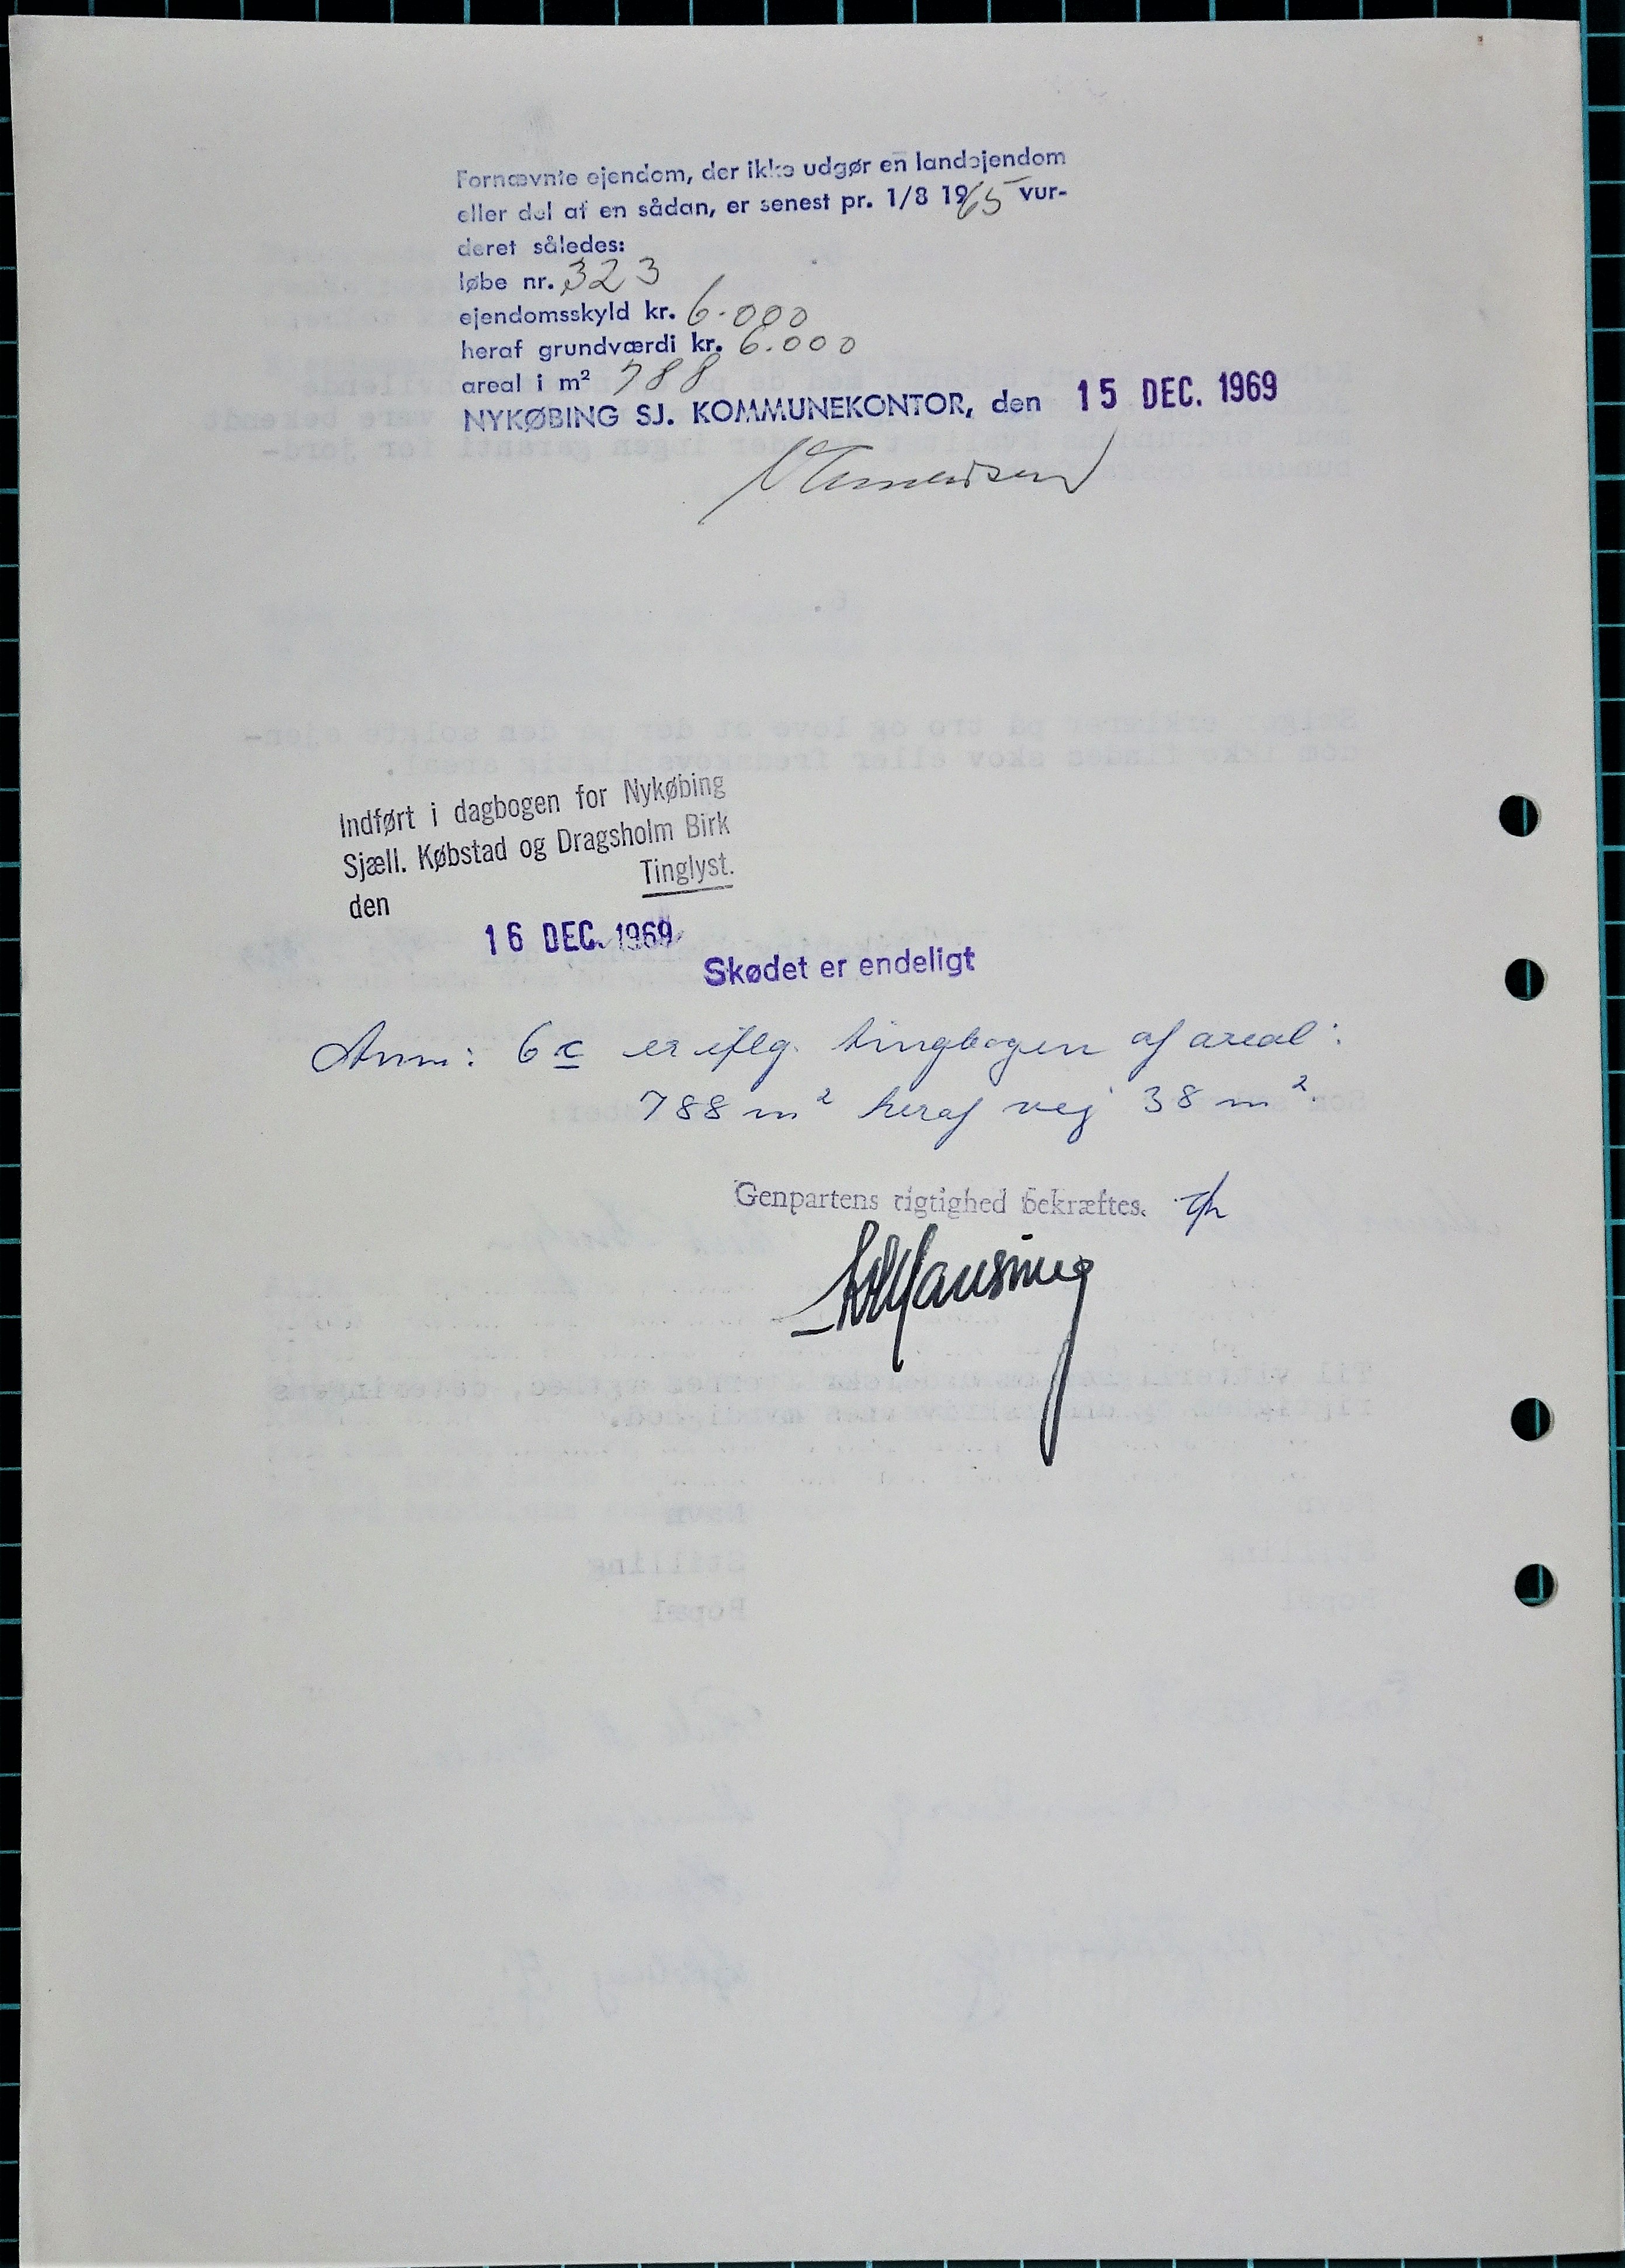 Fornævnte ejendom, der ikke udgør en landejendom
eller del af en sådan, er senest pr. 1/8 1965 vur-
deret således:
løbe nr. 323
ejendomsskyld kr. 6.000
heraf grundværdi kr. 6.000
areal i m² 788
NYKØBING SJ. KOMMUNEKONTOR, den 15 DEC. 1969
Indført i dagbogen for Nykøbing
Sjæll. Købstad og Dragsholm Birk
den Tinglyst.
16 DEC. 1969
Skødet er endeligt
Anm: 6c er iflg. tingbogen af areal:
788 m² heraf vej 38 m².
Genpartens rigtighed bekræftes.